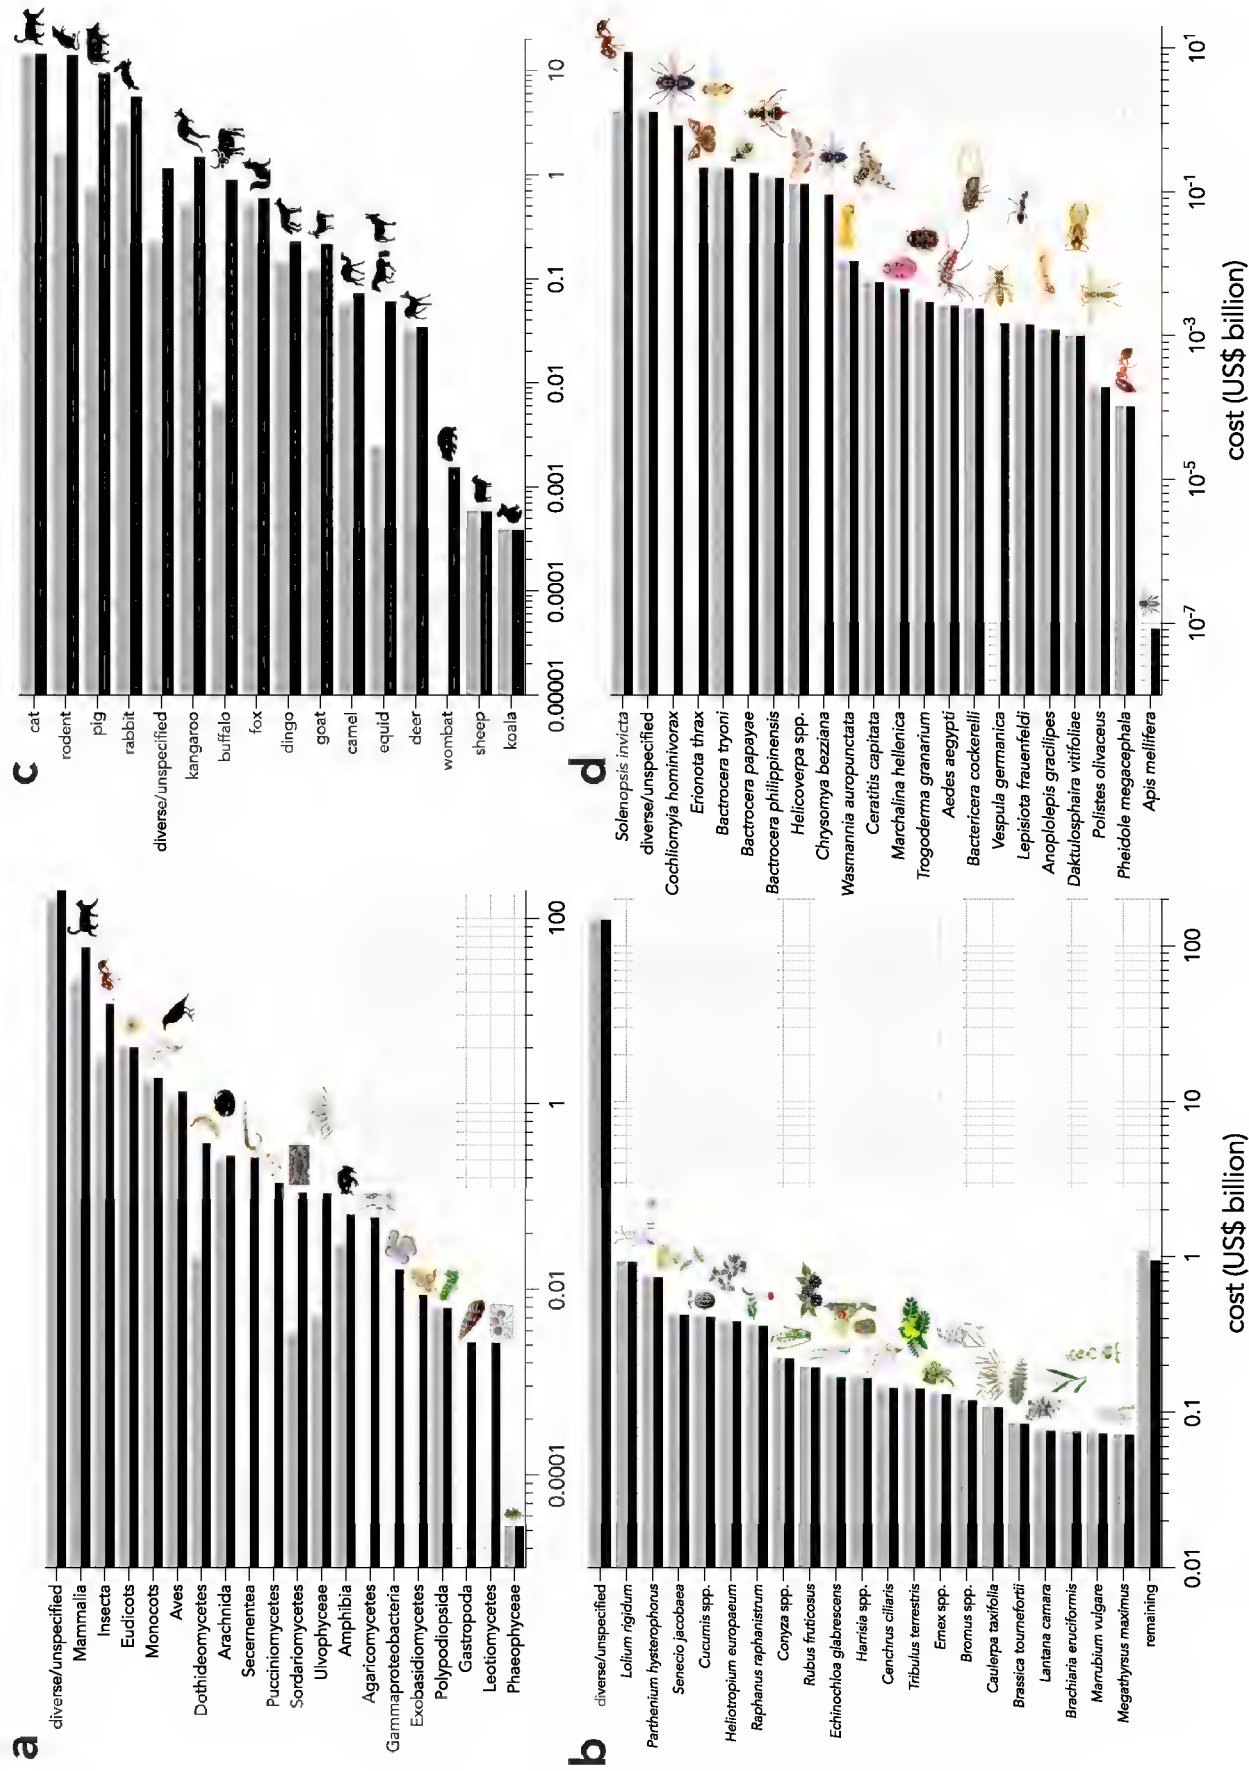 a
diverse/unspecified
Mammalia
Insecta
Eudicots
Monocots
Aves
Dothideomycetes
Arachnida
Secernentea
Pucciniomycetes
Sordariomycetes
Ulvophyceae
Amphibia
Agaricomycetes
Gammaproteobacteria
Exobasidiomycetes
Polypodiopsida
Gastropoda
Leotiomycetes
Phaeophyceae
0.0001
0.01
1
100
b
diverse/unspecified
Lolium rigidum
Parthenium hysterophorus
Senecio jacobaea
Cucumis spp.
Heliotropium europaeum
Raphanus raphanistrum
Conyza spp.
Rubus fruticosus
Echinochloa glabrescens
Harrisia spp.
Cenchrus ciliaris
Tribulus terrestris
Emex spp.
Bromus spp.
Caulerpa taxifolia
Brassica tournefortii
Lantana camara
Brachiaria eruciformis
Marrubium vulgare
Megathyrsus maximus
remaining
0.01
0.1
1
10
100
cost (US$ billion)
c
cat
rodent
pig
rabbit
diverse/unspecified
kangaroo
buffalo
fox
dingo
goat
camel
equid
deer
wombat
sheep
koala
0.00001
0.0001
0.001
0.01
0.1
1
10
d
Solenopsis invicta
diverse/unspecified
Cochliomyia hominivorax
Erionota thrax
Bactrocera tryoni
Bactrocera papayae
Bactrocera philippinensis
Helicoverpa spp.
Chrysomya bezziana
Wasmannia auropunctata
Ceratitis capitata
Marchalina hellenica
Trogoderma granarium
Aedes aegypti
Bactericera cockerelli
Vespula germanica
Lepisiota frauenfeldi
Anoplolepis gracilipes
Daktulosphaira vitifoliae
Polistes olivaceus
Pheidole megacephala
Apis mellifera
10-7
10-5
10-3
10-1
101
cost (US$ billion)